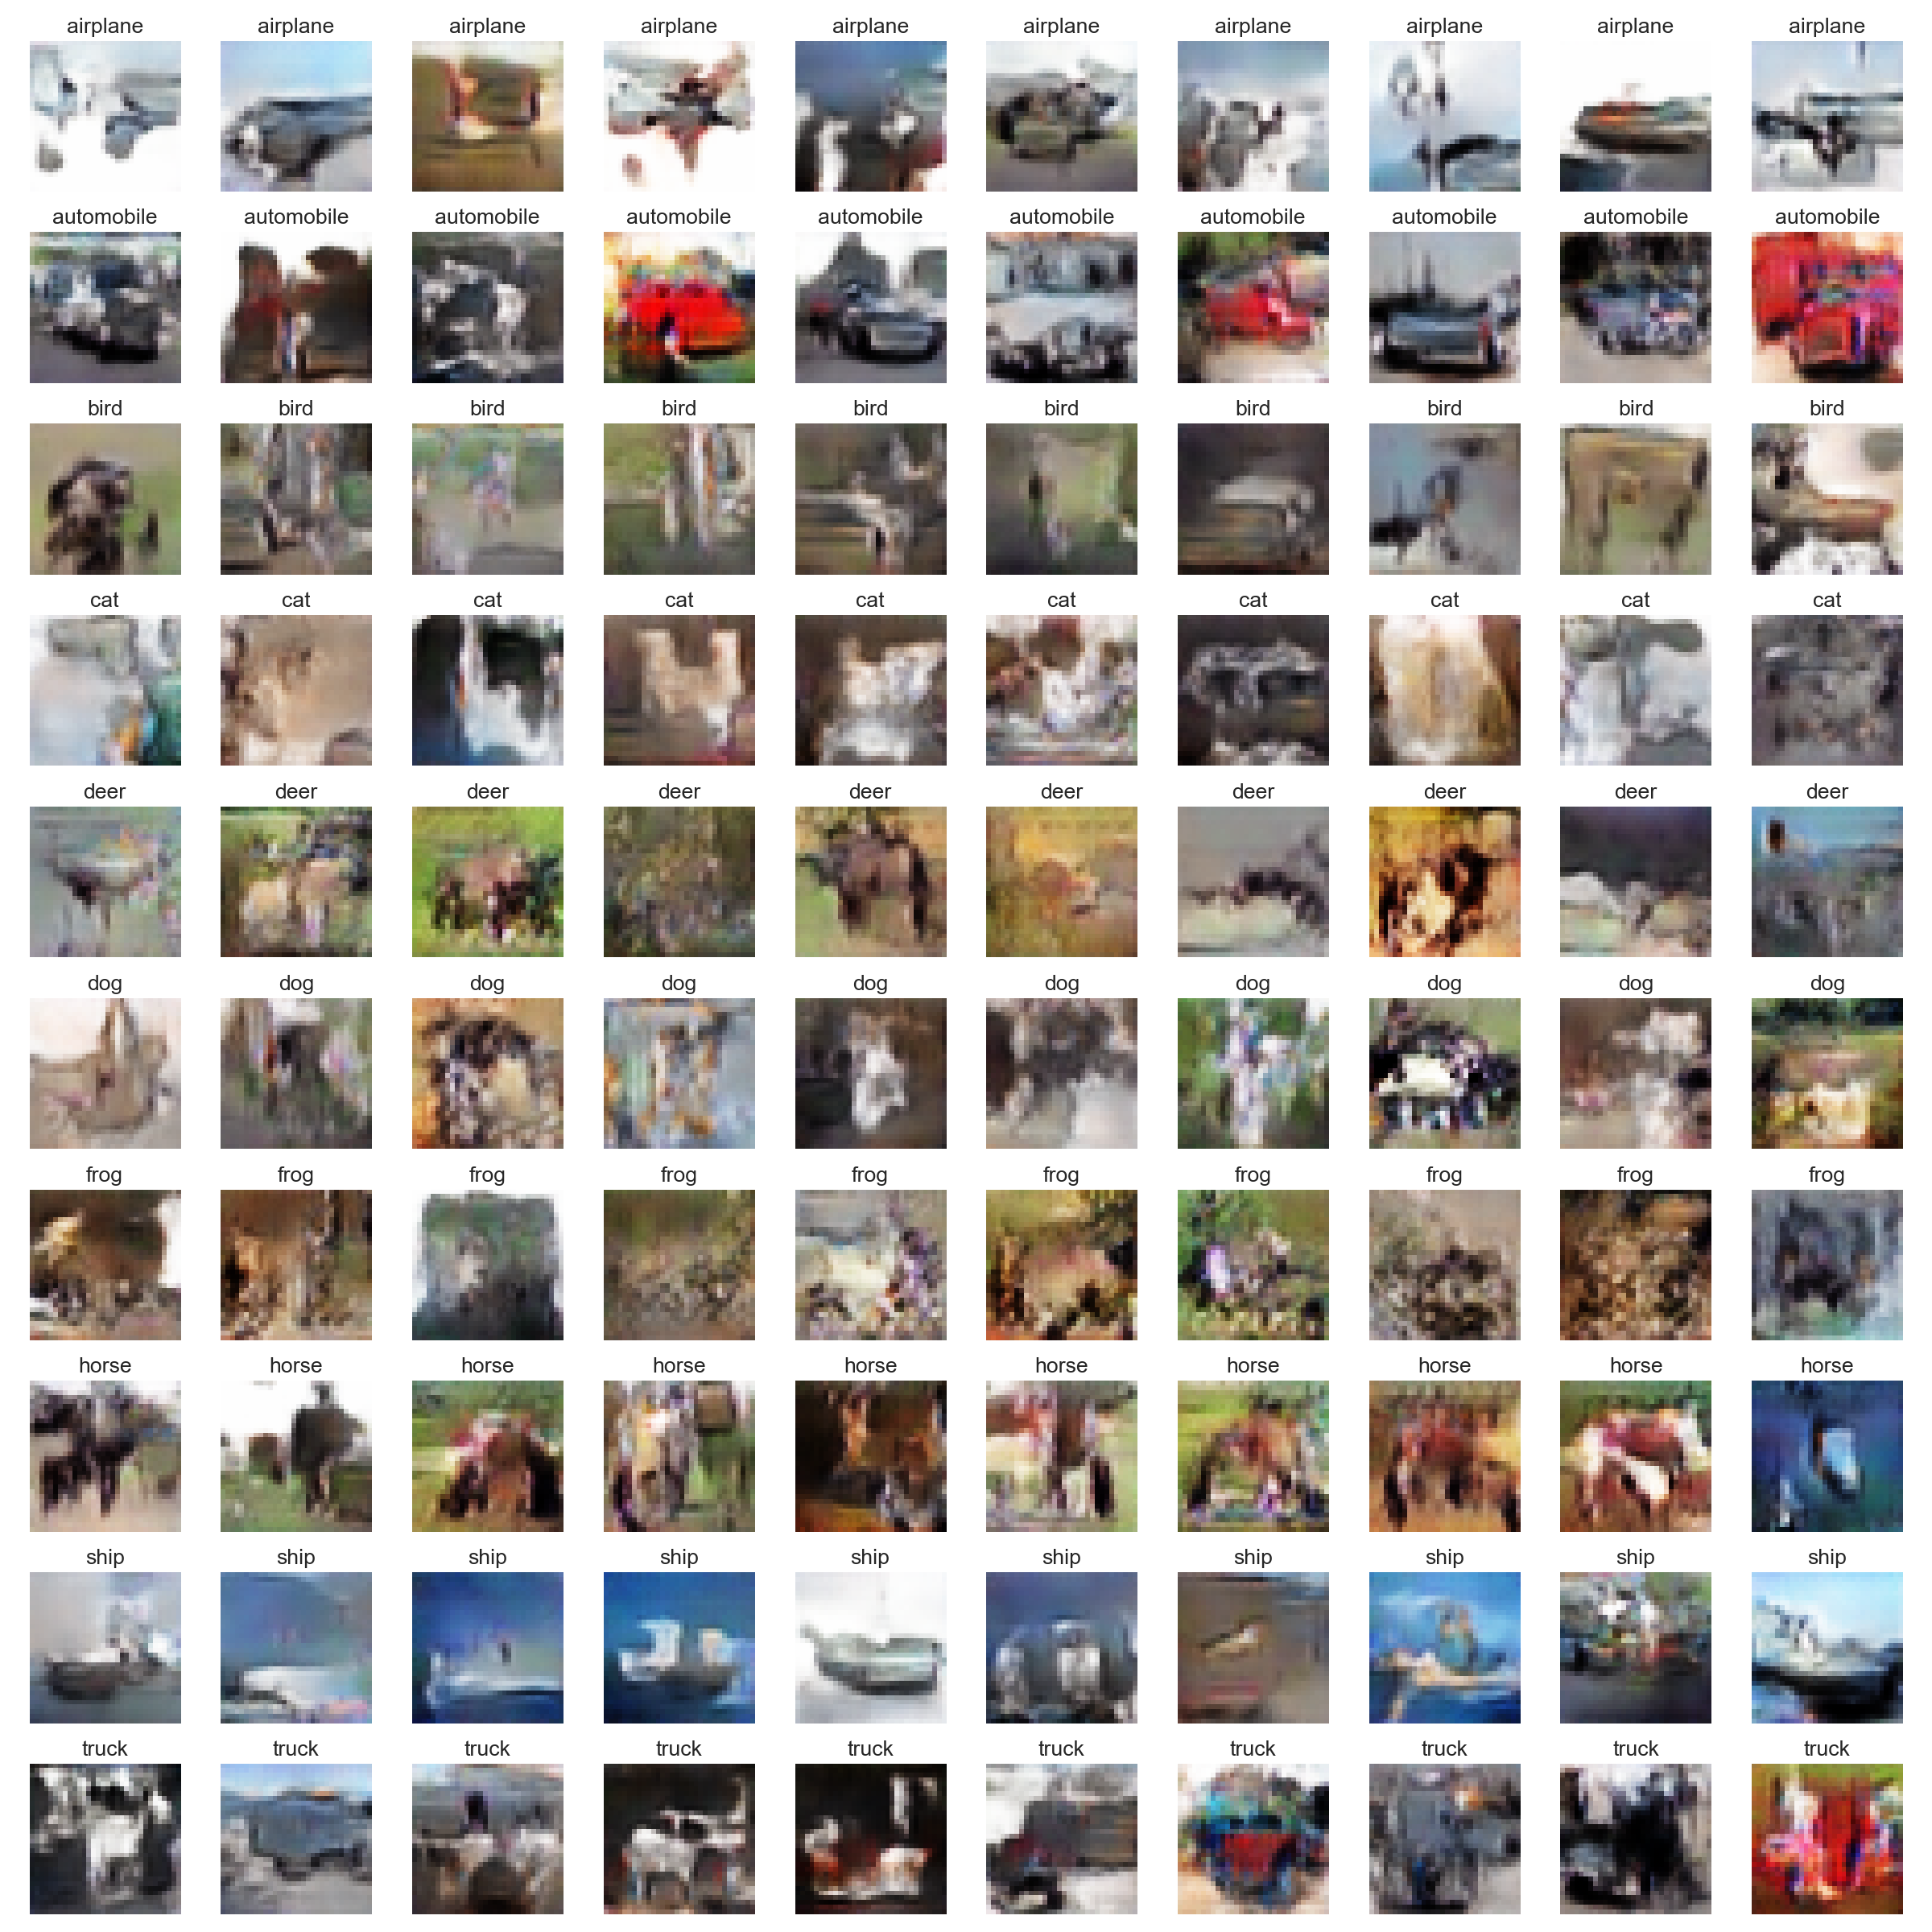 airplane airplane airplane airplane airplane airplane airplane airplane airplane airplane
automobile automobile automobile automobile automobile automobile automobile automobile automobile automobile
bird bird bird bird bird bird bird bird bird bird
cat cat cat cat cat cat cat cat cat cat
deer deer deer deer deer deer deer deer deer deer
dog dog dog dog dog dog dog dog dog dog
frog frog frog frog frog frog frog frog frog frog
horse horse horse horse horse horse horse horse horse horse
ship ship ship ship ship ship ship ship ship ship
truck truck truck truck truck truck truck truck truck truck